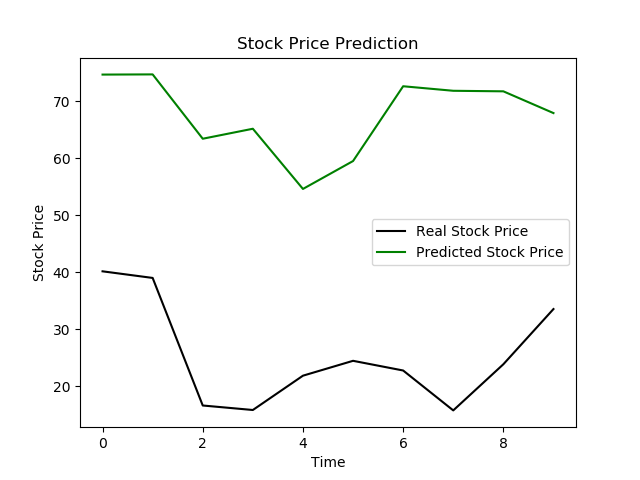 Stock Price Prediction
Stock Price
70
60
50
40
30
20
Real Stock Price
Predicted Stock Price
0 2 4 6 8
Time